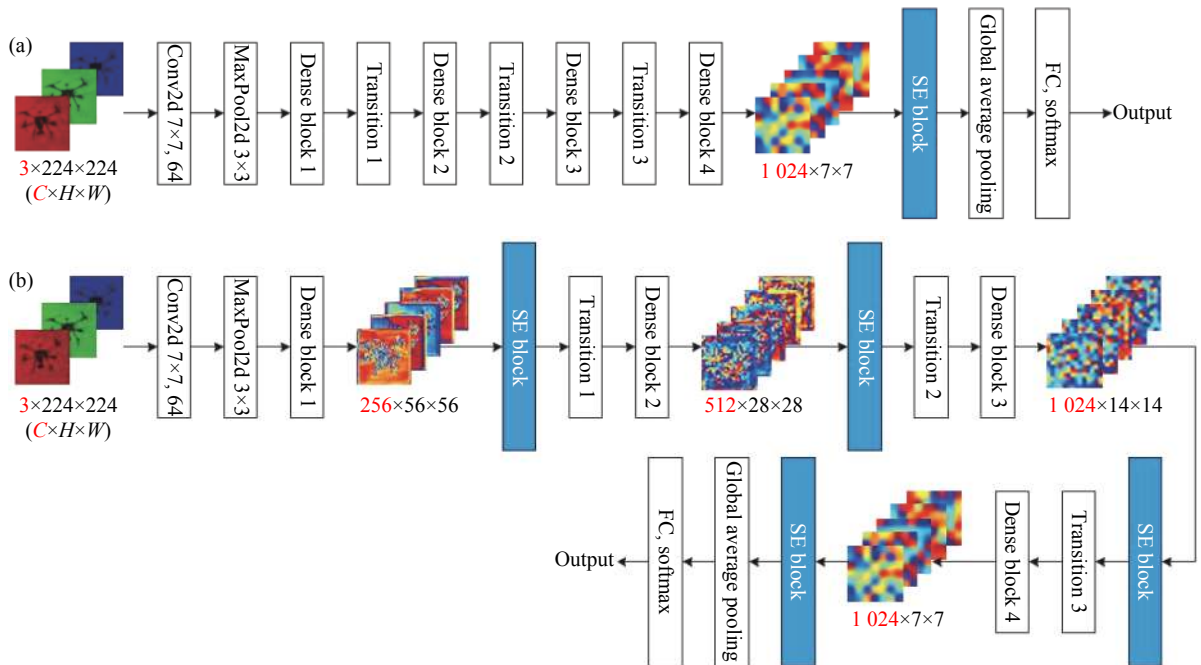 (a)
3×224×224
(C×H×W)
Conv2d 7×7, 64
MaxPool2d 3×3
Dense block 1
Transition 1
Dense block 2
Transition 2
Dense block 3
Transition 3
Dense block 4
1 024×7×7
SE block
Global average pooling
FC, softmax
Output
(b)
3×224×224
(C×H×W)
Conv2d 7×7, 64
MaxPool2d 3×3
Dense block 1
256×56×56
SE block
Transition 1
Dense block 2
512×28×28
SE block
Transition 2
Dense block 3
1 024×14×14
SE block
Transition 3
Dense block 4
1 024×7×7
SE block
Global average pooling
FC, softmax
Output